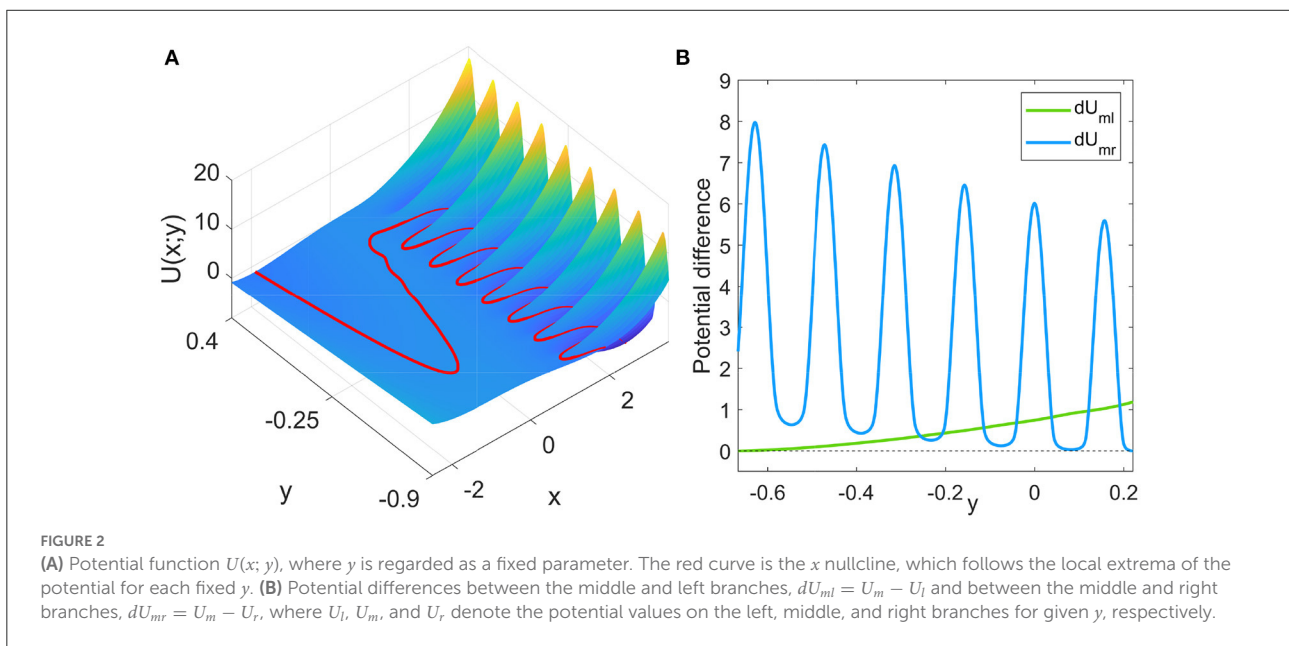 A
20
10
0
U(x;y)
0.4
-0.25
-0.9
y
-2
0
2
x
B
9
8
7
6
5
4
3
2
1
0
Potential difference
dU_ml
dU_mr
-0.6
-0.4
-0.2
0
0.2
y
FIGURE 2
(A) Potential function U(x; y), where y is regarded as a fixed parameter. The red curve is the x nullcline, which follows the local extrema of the
potential for each fixed y. (B) Potential differences between the middle and left branches, dU_ml = U_m − U_l and between the middle and right
branches, dU_mr = U_m − U_r, where U_l, U_m, and U_r denote the potential values on the left, middle, and right branches for given y, respectively.